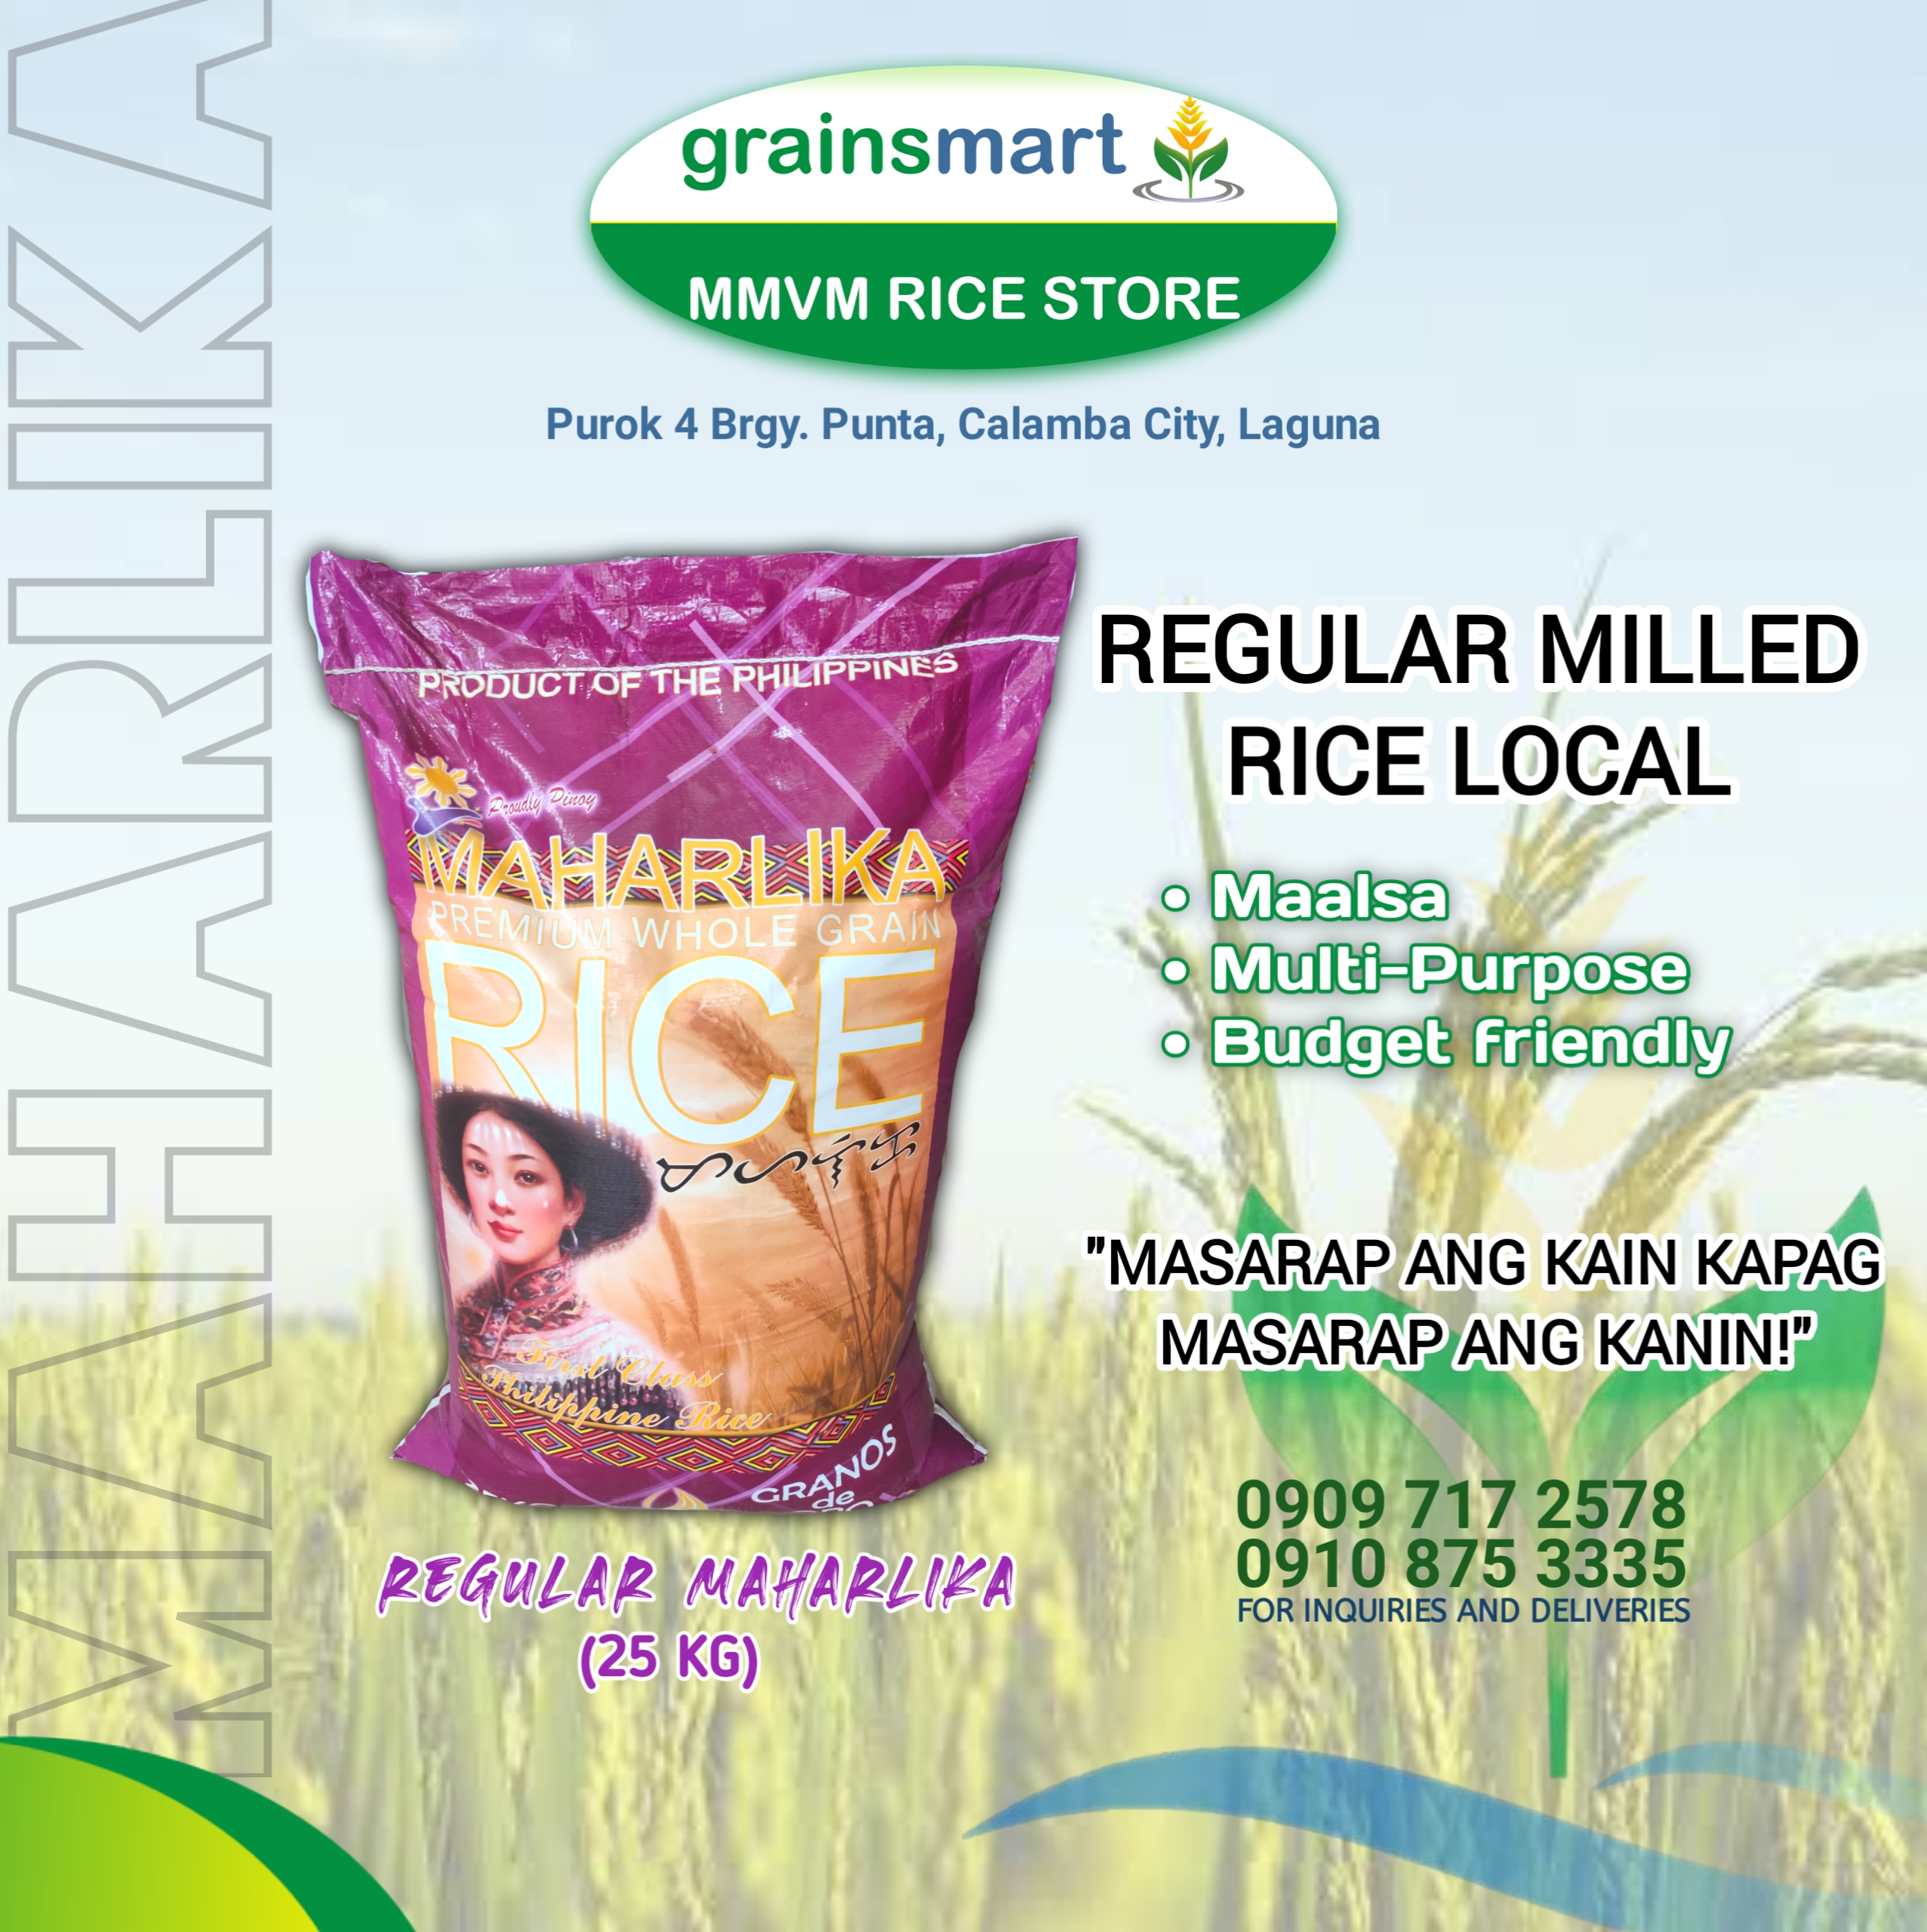 MAHARLIKA
grainsmart
MMVM RICE STORE
Purok 4 Brgy. Punta, Calamba City, Laguna
PRODUCT OF THE PHILIPPINES
Proudly Pinoy
MAHARLIKA
PREMIUM WHOLE GRAIN
RICE
First Class
Philippine Rice
GRANOS
de
REGULAR MAHARLIKA
(25 KG)
REGULAR MILLED
RICE LOCAL
• Maalsa
• Multi-Purpose
• Budget friendly
"MASARAP ANG KAIN KAPAG
MASARAP ANG KANIN!"
0909 717 2578
0910 875 3335
FOR INQUIRIES AND DELIVERIES